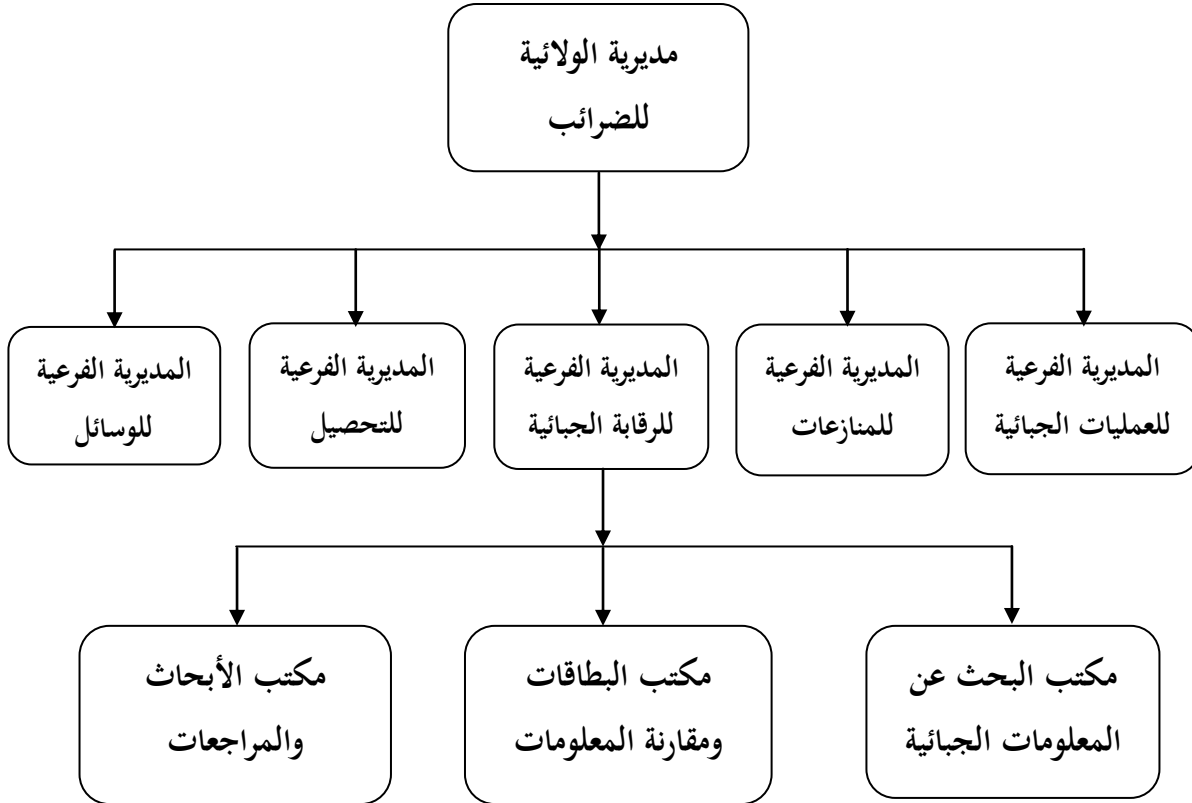 مديرية الولائية
للضرائب
المديرية الفرعية
للعمليات الجبائية
المديرية الفرعية
للمنازعات
المديرية الفرعية
للرقابة الجبائية
المديرية الفرعية
للتحصيل
المديرية الفرعية
للوسائل
مكتب البحث عن
المعلومات الجبائية
مكتب البطاقات
ومقارنة المعلومات
مكتب الأبحاث
والمراجعات